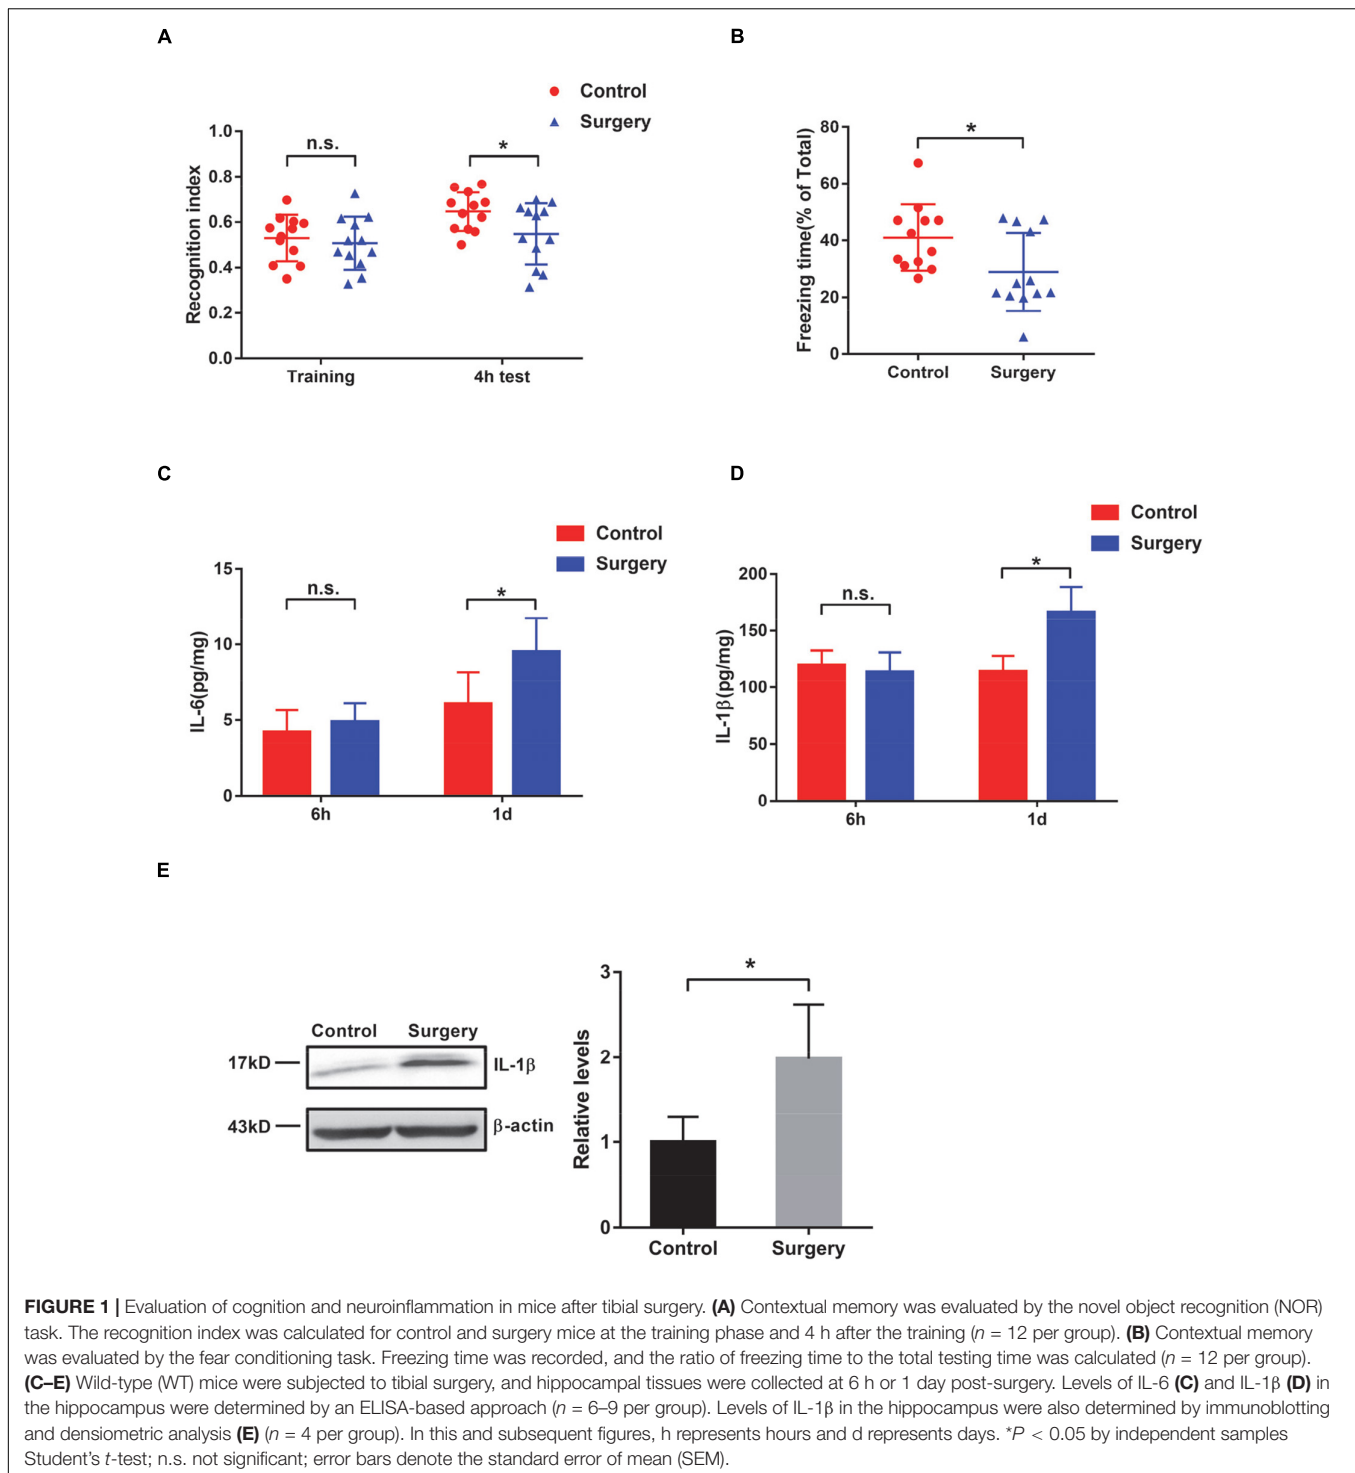 A
Control
Surgery
n.s.
*
1.0
0.8
0.6
0.4
0.2
0.0
Recognition index
Training
4h test
B
*
80
60
40
20
0
Freezing time(% of Total)
Control
Surgery
C
Control
Surgery
n.s.
*
15
10
5
0
IL-6(pg/mg)
6h
1d
D
Control
Surgery
n.s.
*
200
150
100
50
0
IL-1β(pg/mg)
6h
1d
E
Control Surgery
17kD
IL-1β
43kD
β-actin
*
3
2
1
0
Relative levels
Control
Surgery
FIGURE 1 | Evaluation of cognition and neuroinflammation in mice after tibial surgery. (A) Contextual memory was evaluated by the novel object recognition (NOR)
task. The recognition index was calculated for control and surgery mice at the training phase and 4 h after the training (n = 12 per group). (B) Contextual memory
was evaluated by the fear conditioning task. Freezing time was recorded, and the ratio of freezing time to the total testing time was calculated (n = 12 per group).
(C–E) Wild-type (WT) mice were subjected to tibial surgery, and hippocampal tissues were collected at 6 h or 1 day post-surgery. Levels of IL-6 (C) and IL-1β (D) in
the hippocampus were determined by an ELISA-based approach (n = 6–9 per group). Levels of IL-1β in the hippocampus were also determined by immunoblotting
and densiometric analysis (E) (n = 4 per group). In this and subsequent figures, h represents hours and d represents days. *P < 0.05 by independent samples
Student's t-test; n.s. not significant; error bars denote the standard error of mean (SEM).